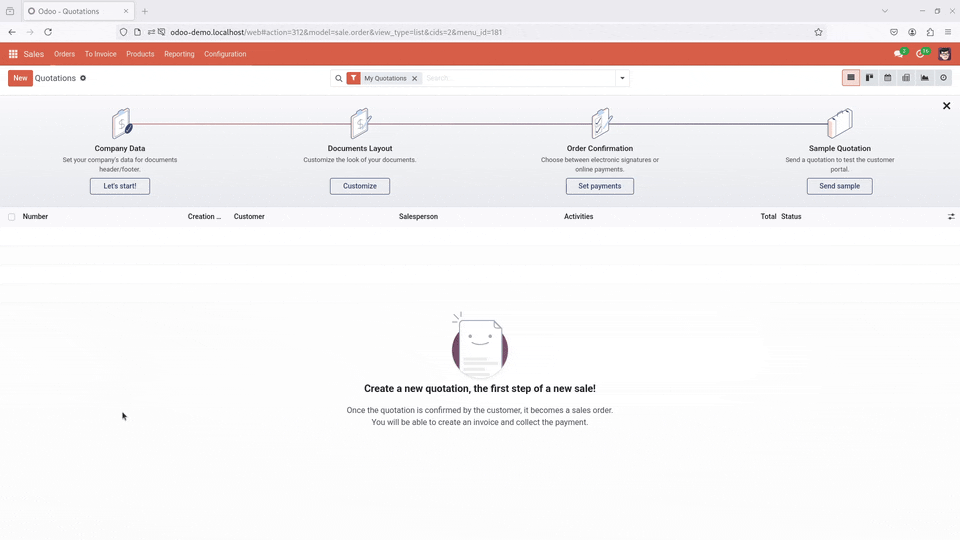 Odoo - Quotations
odoo-demo.localhost/web#action=312&model=sale.order&view_type=list&cids=2&menu_id=181
Sales Orders To Invoice Products Reporting Configuration
2
16
New Quotations
My Quotations Search...
Company Data
Set your company's data for documents
header/footer.
Let's start!
Documents Layout
Customize the look of your documents.
Customize
Order Confirmation
Choose between electronic signatures or
online payments.
Set payments
Sample Quotation
Send a quotation to test the customer
portal.
Send sample
Number Creation ... Customer Salesperson Activities Total Status
Create a new quotation, the first step of a new sale!
Once the quotation is confirmed by the customer, it becomes a sales order.
You will be able to create an invoice and collect the payment.